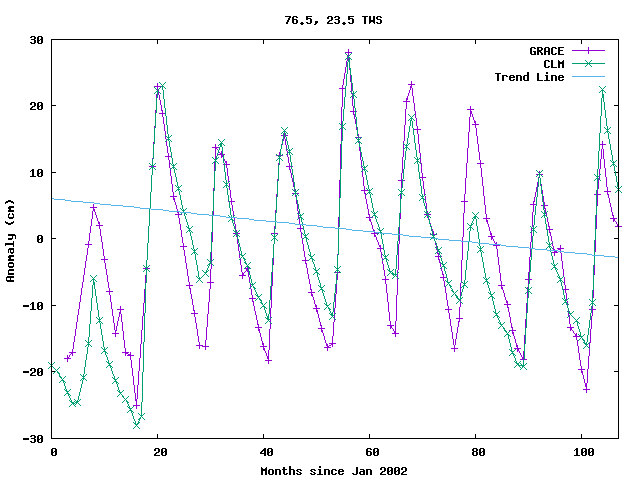 76.5, 23.5 TWS
GRACE
CLM
Trend Line
30
20
10
0
-10
-20
-30
Anomaly (cm)
0 20 40 60 80 100
Months since Jan 2002